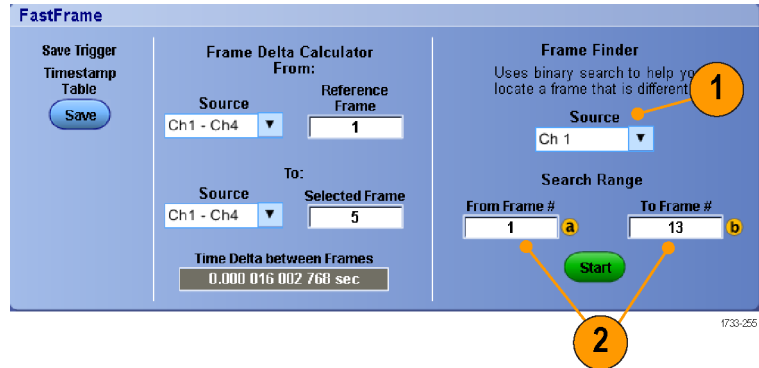 FastFrame
Save Trigger
Timestamp
Table
Save
Frame Delta Calculator
From:
Source
Reference
Frame
Ch1 - Ch4
1
To:
Source
Selected Frame
Ch1 - Ch4
5
Time Delta between Frames
0.000 016 002 768 sec
Frame Finder
Uses binary search to help
locate a frame that is different
1
Source
Ch 1
Search Range
From Frame #
To Frame #
1
a
13
b
Start
2
1733-255